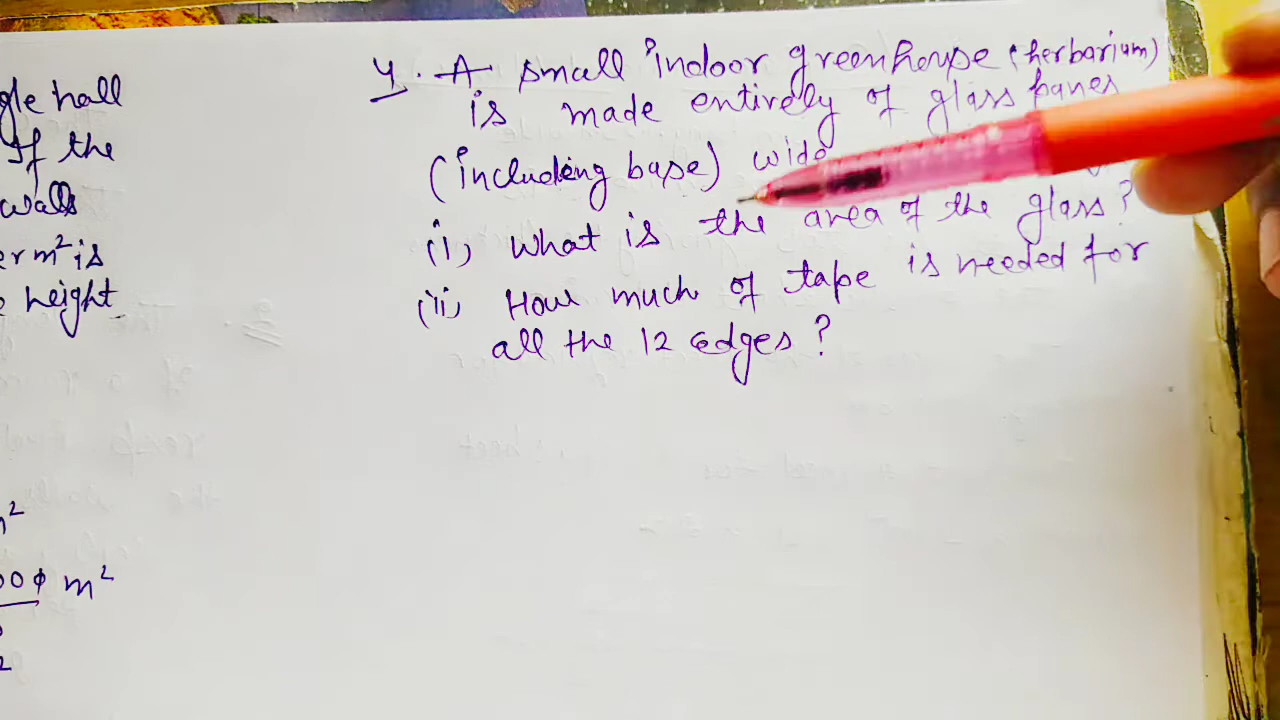 gle hall
If the
walls
er m² is
e height
m²
m²
4. A small indoor greenhouse (herbarium)
is made entirely of glass panes
(including base) wide
(i) What is the area of the glass?
(ii) How much of tape is needed for
all the 12 edges?